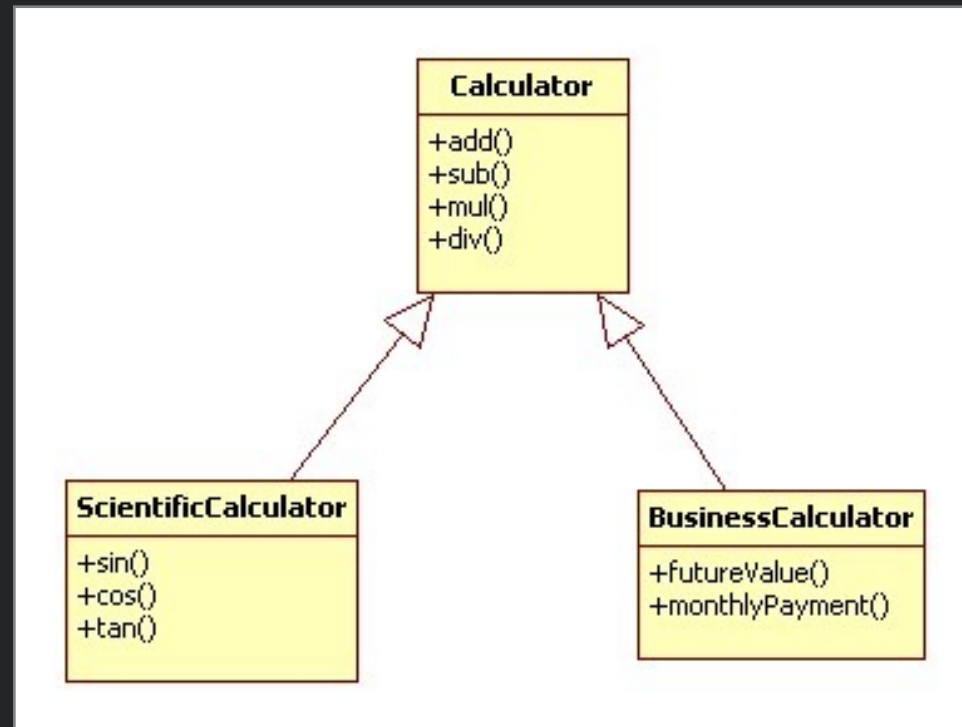 Calculator
+add()
+sub()
+mul()
+div()
ScientificCalculator
+sin()
+cos()
+tan()
BusinessCalculator
+futureValue()
+monthlyPayment()